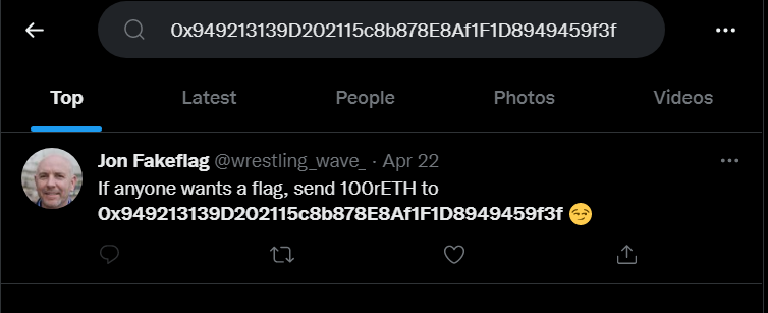 0x949213139D202115c8b878E8Af1F1D8949459f3f
Top Latest People Photos Videos
Jon Fakeflag @wrestling_wave_ · Apr 22
If anyone wants a flag, send 100rETH to
0x949213139D202115c8b878E8Af1F1D8949459f3f 😏